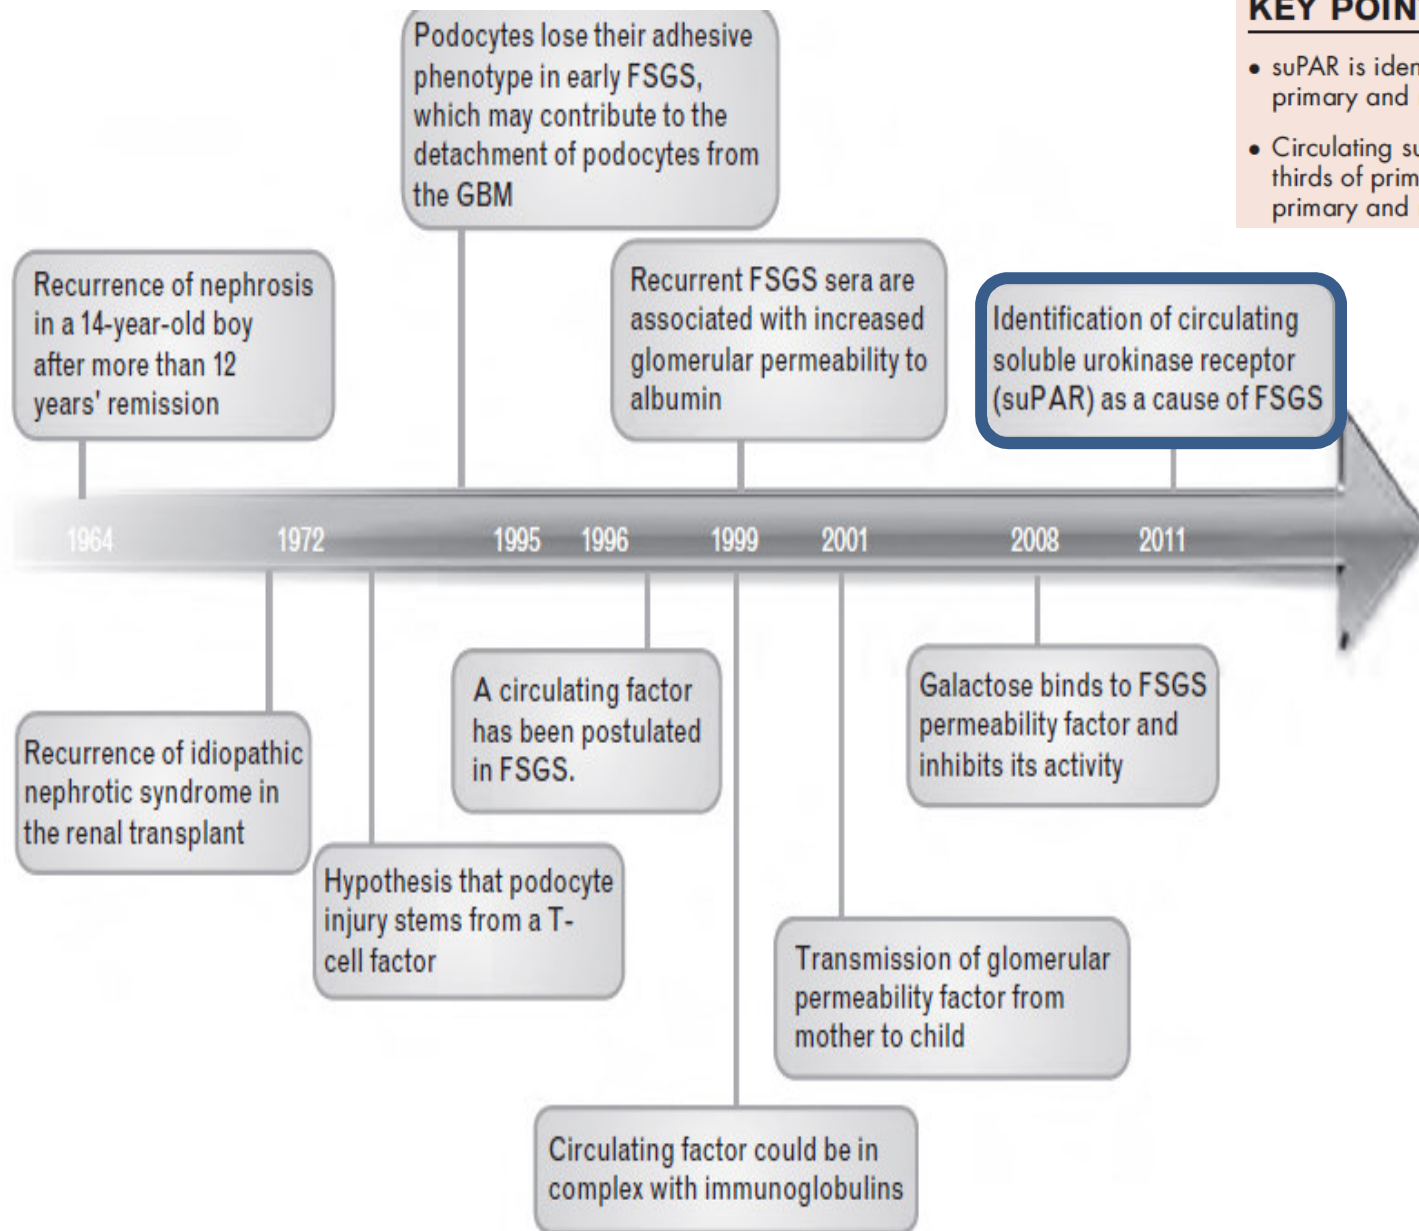 Podocytes lose their adhesive
phenotype in early FSGS,
which may contribute to the
detachment of podocytes from
the GBM
KEY POIN
• suPAR is iden
primary and
• Circulating su
thirds of prim
primary and
Recurrence of nephrosis
in a 14-year-old boy
after more than 12
years' remission
Recurrent FSGS sera are
associated with increased
glomerular permeability to
albumin
Identification of circulating
soluble urokinase receptor
(suPAR) as a cause of FSGS
1964 1972 1995 1996 1999 2001 2008 2011
Recurrence of idiopathic
nephrotic syndrome in
the renal transplant
A circulating factor
has been postulated
in FSGS.
Galactose binds to FSGS
permeability factor and
inhibits its activity
Hypothesis that podocyte
injury stems from a T-
cell factor
Transmission of glomerular
permeability factor from
mother to child
Circulating factor could be in
complex with immunoglobulins